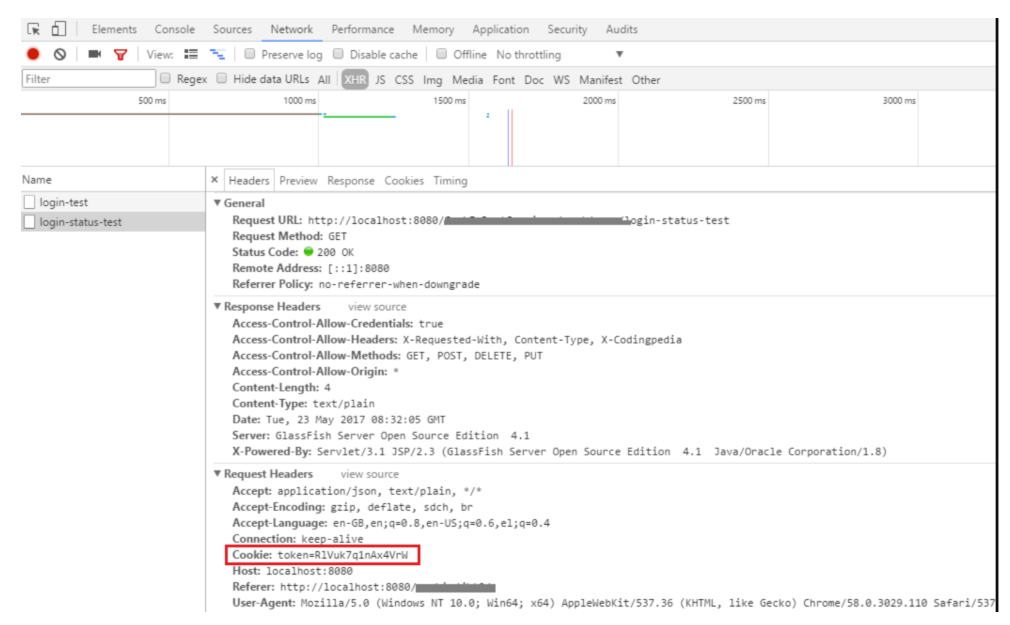 Elements Console Sources Network Performance Memory Application Security Audits
View: Preserve log Disable cache Offline No throttling
Filter Regex Hide data URLs All XHR JS CSS Img Media Font Doc WS Manifest Other
500 ms 1000 ms 1500 ms 2000 ms 2500 ms 3000 ms
Name × Headers Preview Response Cookies Timing
login-test
login-status-test
General
Request URL: http://localhost:8080/ login-status-test
Request Method: GET
Status Code: 200 OK
Remote Address: [::1]:8080
Referrer Policy: no-referrer-when-downgrade
Response Headers view source
Access-Control-Allow-Credentials: true
Access-Control-Allow-Headers: X-Requested-With, Content-Type, X-Codingpedia
Access-Control-Allow-Methods: GET, POST, DELETE, PUT
Access-Control-Allow-Origin: *
Content-Length: 4
Content-Type: text/plain
Date: Tue, 23 May 2017 08:32:05 GMT
Server: GlassFish Server Open Source Edition 4.1
X-Powered-By: Servlet/3.1 JSP/2.3 (GlassFish Server Open Source Edition 4.1 Java/Oracle Corporation/1.8)
Request Headers view source
Accept: application/json, text/plain, */*
Accept-Encoding: gzip, deflate, sdch, br
Accept-Language: en-GB,en;q=0.8,en-US;q=0.6,el;q=0.4
Connection: keep-alive
Cookie: token=RlVuk7q1nAx4VrW
Host: localhost:8080
Referer: http://localhost:8080/
User-Agent: Mozilla/5.0 (Windows NT 10.0; Win64; x64) AppleWebKit/537.36 (KHTML, like Gecko) Chrome/58.0.3029.110 Safari/537